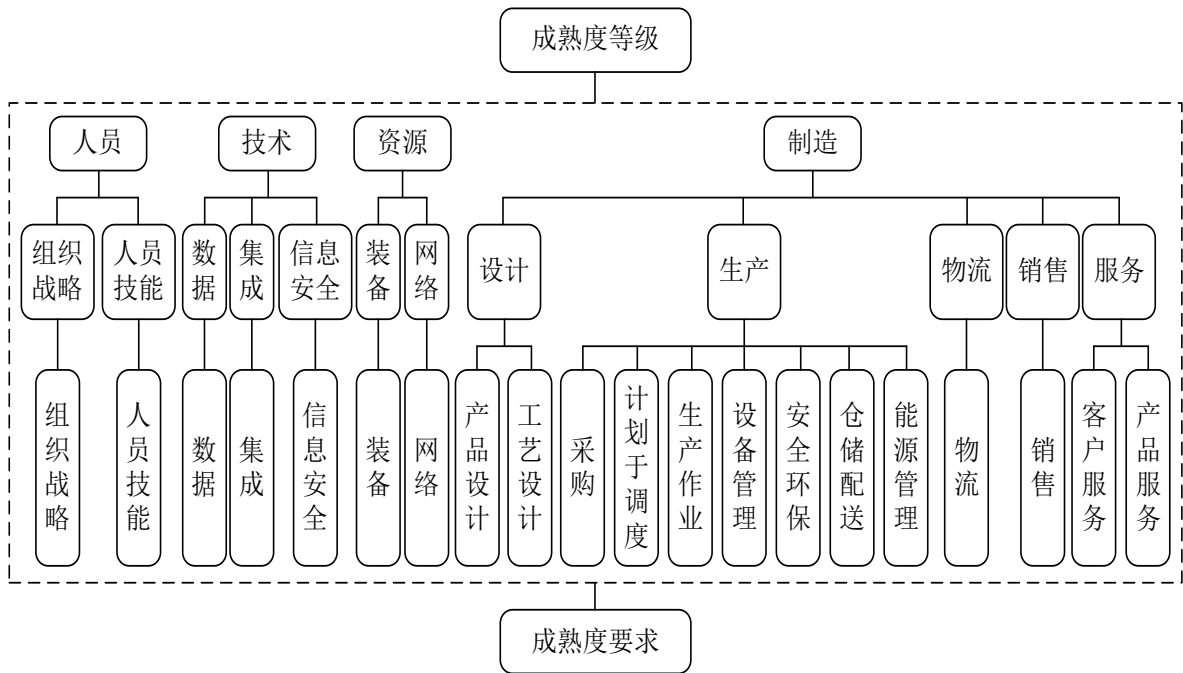 成熟度等级
人员
技术
资源
制造
组织
战略
人员
技能
数据
集成
信息
安全
装备
网络
设计
生产
物流
销售
服务
组织战略
人员技能
数据
集成
信息安全
装备
网络
产品设计
工艺设计
采购
计划于调度
生产作业
设备管理
安全环保
仓储配送
能源管理
物流
销售
客户服务
产品服务
成熟度要求